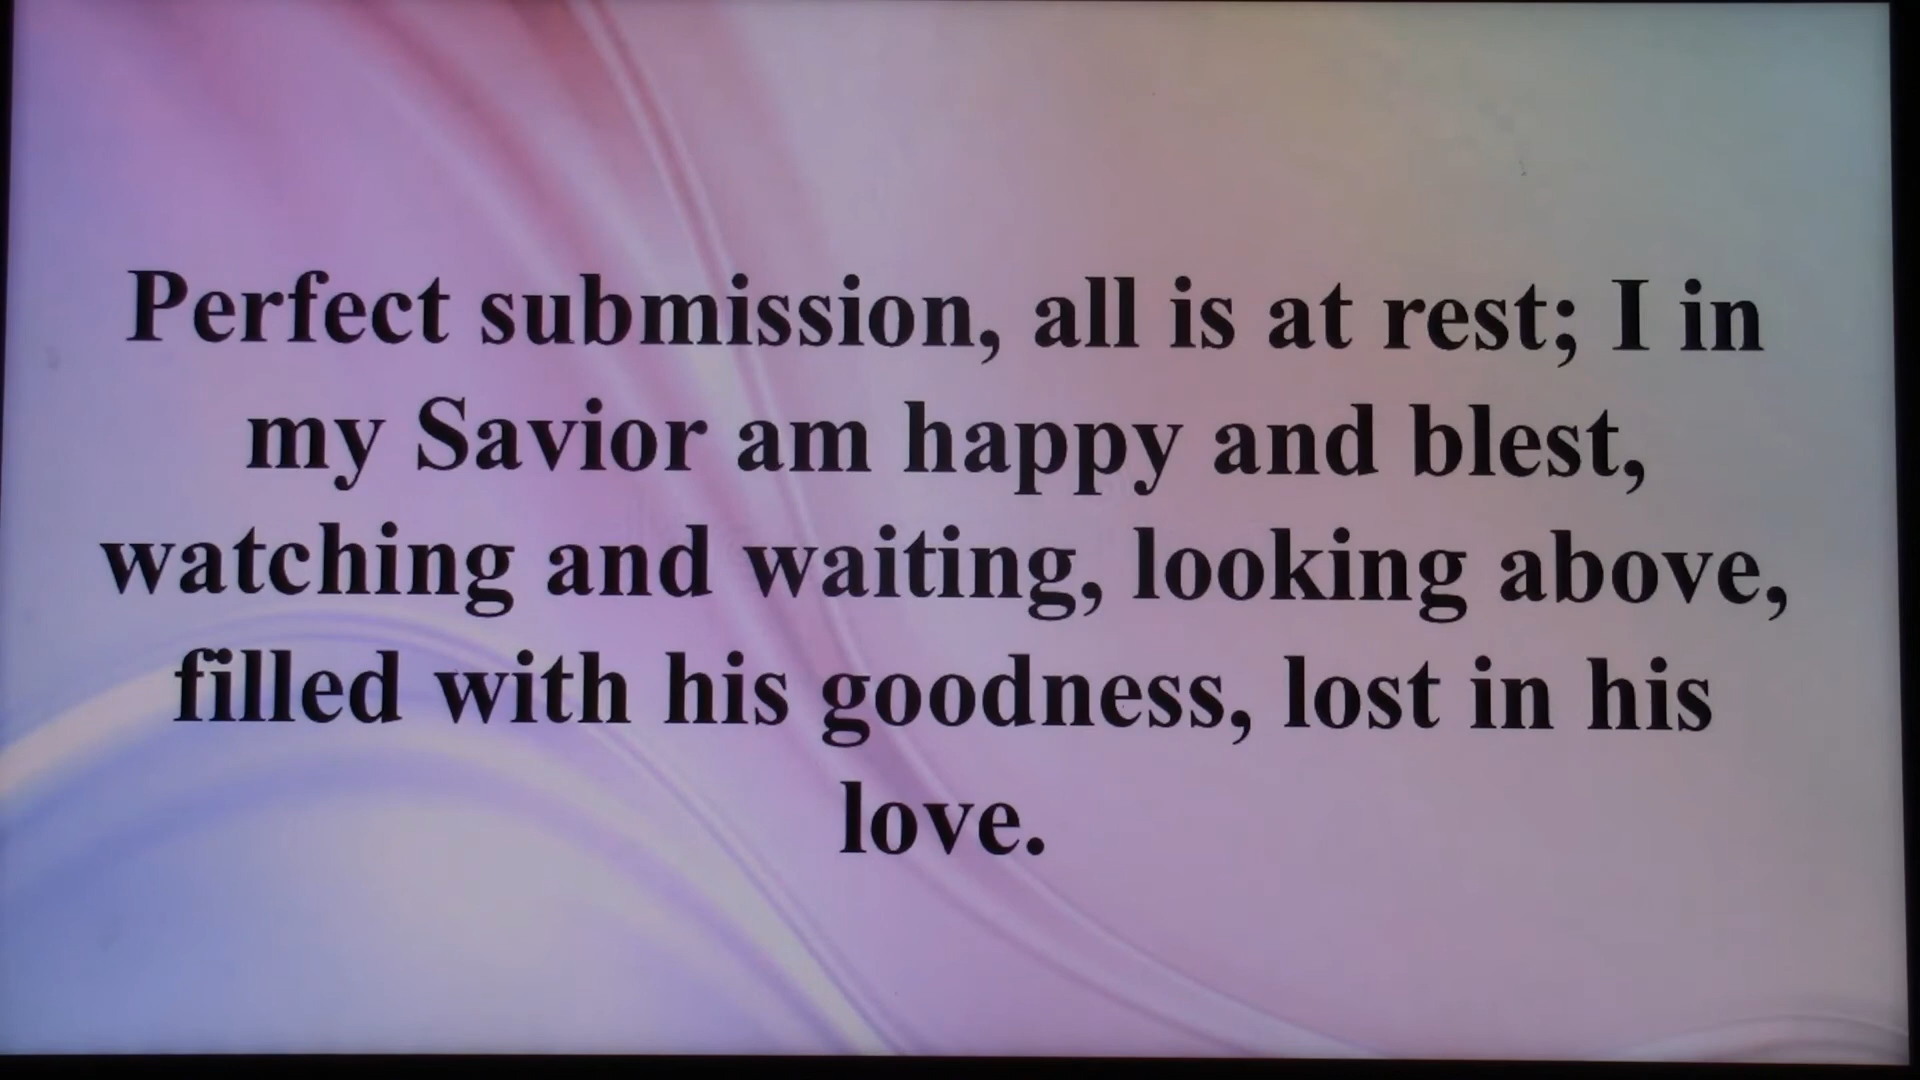 Perfect submission, all is at rest; I in
my Savior am happy and blest,
watching and waiting, looking above,
filled with his goodness, lost in his
love.